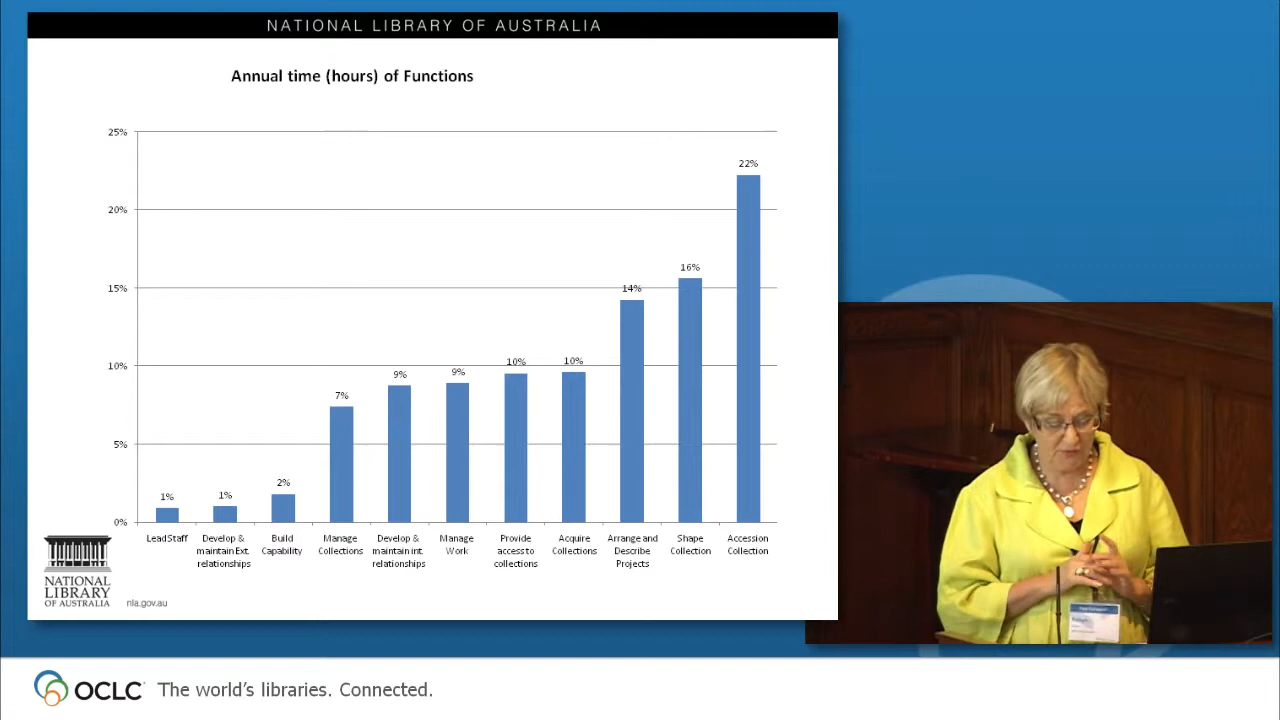 NATIONAL LIBRARY OF AUSTRALIA
Annual time (hours) of Functions
25%
20%
15%
10%
5%
0%
1%
1%
2%
7%
9%
9%
10%
10%
14%
16%
22%
Lead Staff
Develop &
maintain Ext.
relationships
Build
Capability
Manage
Collections
Develop &
maintain int.
relationships
Manage
Work
Provide
access to
collections
Acquire
Collections
Arrange and
Describe
Projects
Shape
Collection
Accession
Collection
NATIONAL
LIBRARY
OF AUSTRALIA
nla.gov.au
OCLC
The world's libraries. Connected.